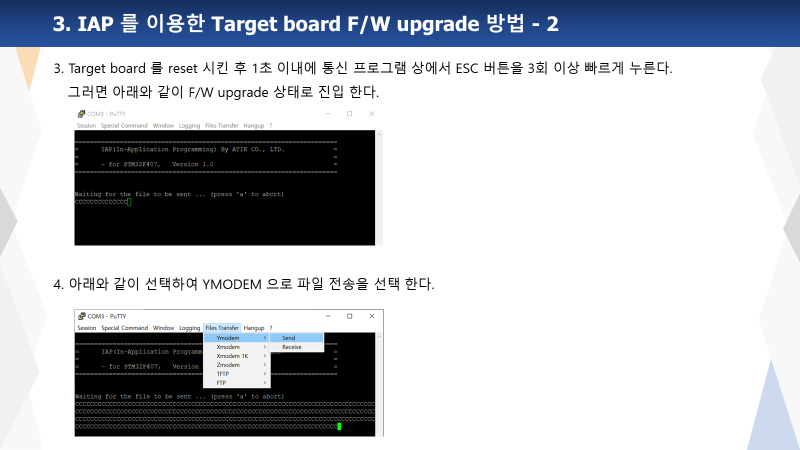 3. IAP 를 이용한 Target board F/W upgrade 방법 - 2
3. Target board 를 reset 시킨 후 1초 이내에 통신 프로그램 상에서 ESC 버튼을 3회 이상 빠르게 누른다.
그러면 아래와 같이 F/W upgrade 상태로 진입 한다.
COM3 - PuTTY
Session Special Command Window Logging Files Transfer Hangup ?
= IAP(In-Application Programming) By ATIK CO., LTD. =
= =
= - for STM32F407, Version 1.0 =
Waiting for the file to be sent ... (press 'a' to abort)
4. 아래와 같이 선택하여 YMODEM 으로 파일 전송을 선택 한다.
COM3 - PuTTY
Session Special Command Window Logging Files Transfer Hangup ?
Ymodem > Send
Xmodem > Receive
= IAP(In-Application Program
Xmodem 1K >
Zmodem >
= - for STM32F407, Version
TFTP >
FTP >
Waiting for the file to be sent ... (press 'a' to abort)